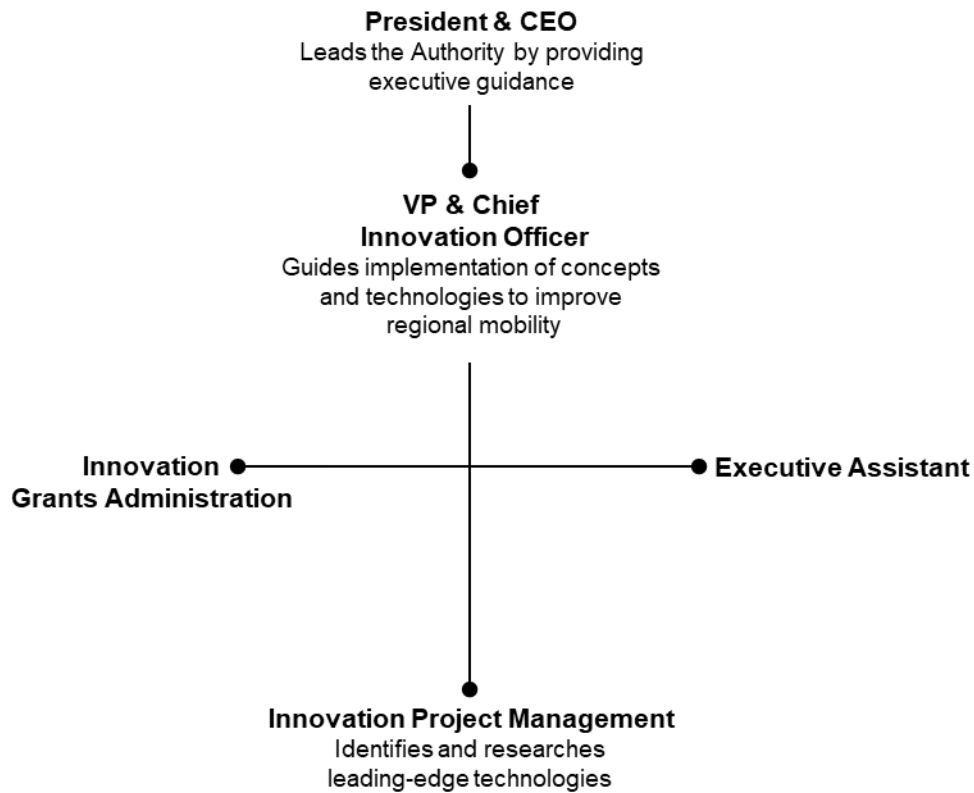 President & CEO
Leads the Authority by providing
executive guidance
VP & Chief
Innovation Officer
Guides implementation of concepts
and technologies to improve
regional mobility
Innovation
Grants Administration
Executive Assistant
Innovation Project Management
Identifies and researches
leading-edge technologies